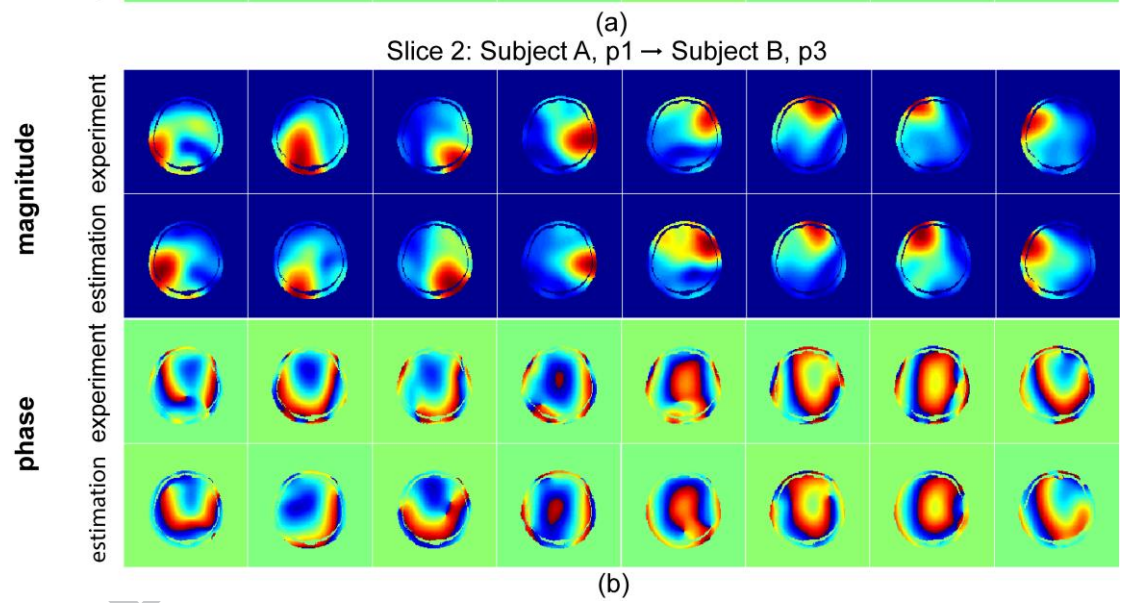 (a)
Slice 2: Subject A, p1 → Subject B, p3
magnitude
experiment
estimation
phase
experiment
estimation
(b)